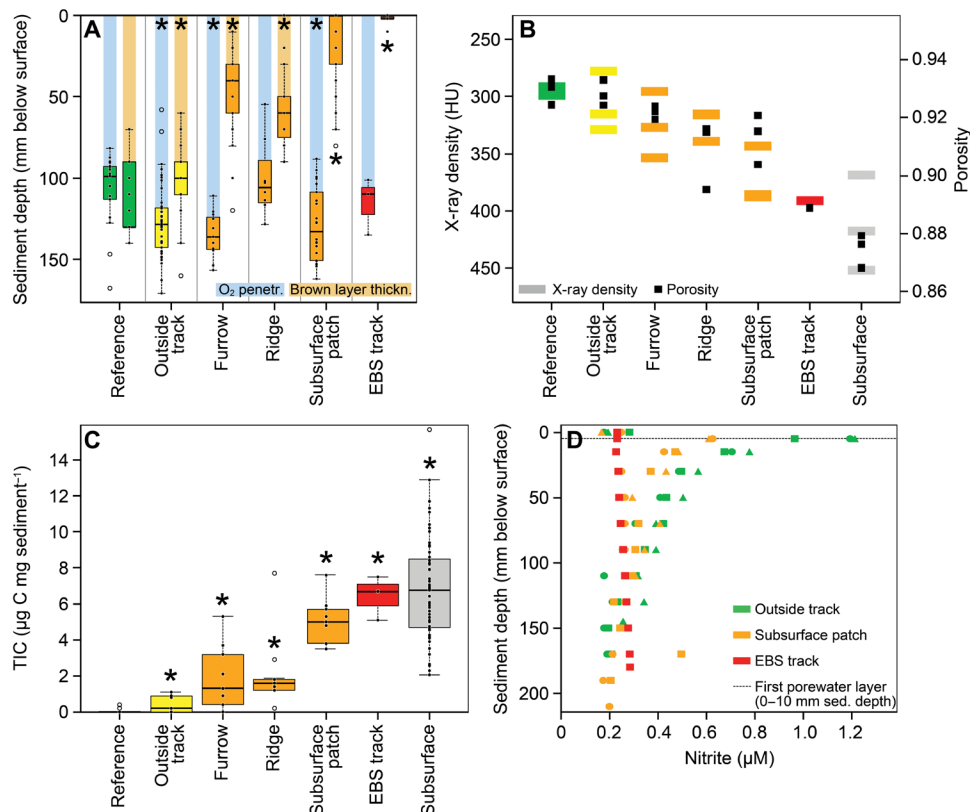 A
Sediment depth (mm below surface)
0
50
100
150
* * * * * * *
*
*
O₂ penetr.
Brown layer thickn.
Reference
Outside
track
Furrow
Ridge
Subsurface
patch
EBS track
B
X-ray density (HU)
250
300
350
400
450
Porosity
0.94
0.92
0.90
0.88
0.86
X-ray density
Porosity
Reference
Outside
track
Furrow
Ridge
Subsurface
patch
EBS track
Subsurface
C
TIC (µg C mg sediment⁻¹)
14
12
10
8
6
4
2
0
*
*
*
*
*
*
Reference
Outside
track
Furrow
Ridge
Subsurface
patch
EBS track
Subsurface
D
Sediment depth (mm below surface)
0
50
100
150
200
Outside track
Subsurface patch
EBS track
First porewater layer
(0–10 mm sed. depth)
0 0.2 0.4 0.6 0.8 1.0 1.2
Nitrite (µM)